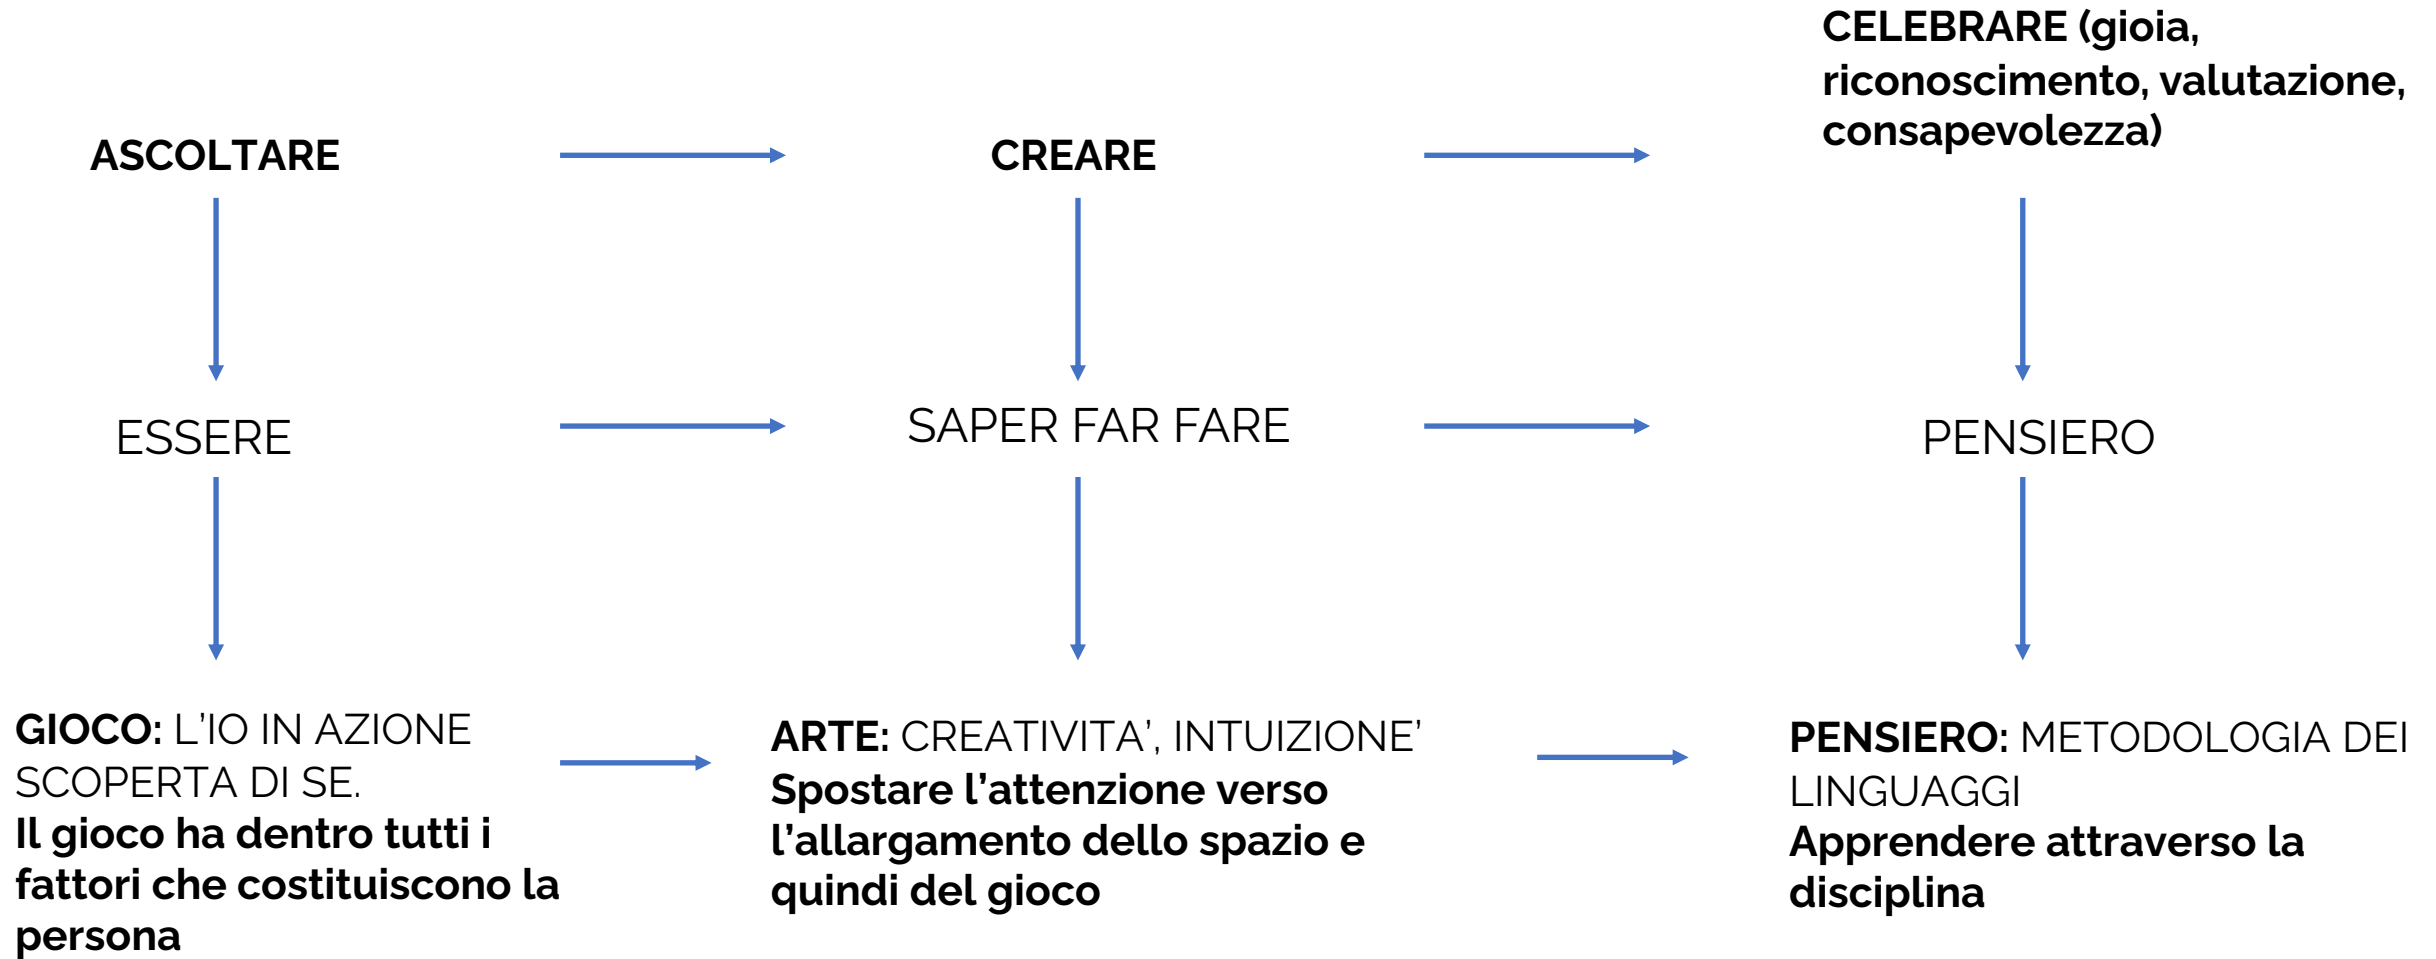 CELEBRARE (gioia,
riconoscimento, valutazione,
consapevolezza)
ASCOLTARE
CREARE
ESSERE
SAPER FAR FARE
PENSIERO
GIOCO: L’IO IN AZIONE
SCOPERTA DI SE.
Il gioco ha dentro tutti i
fattori che costituiscono la
persona
ARTE: CREATIVITA’, INTUIZIONE’
Spostare l’attenzione verso
l’allargamento dello spazio e
quindi del gioco
PENSIERO: METODOLOGIA DEI
LINGUAGGI
Apprendere attraverso la
disciplina